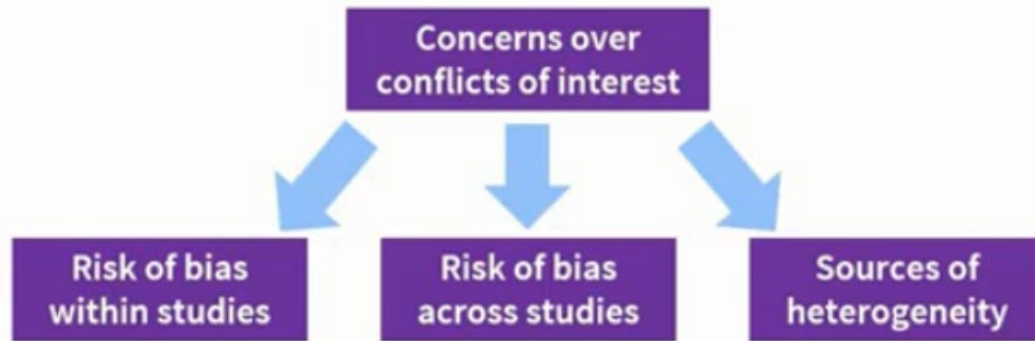 Concerns over
conflicts of interest
Risk of bias
within studies
Risk of bias
across studies
Sources of
heterogeneity